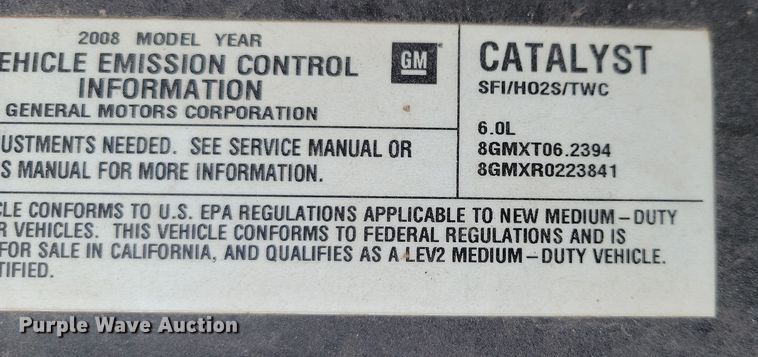 2008 MODEL YEAR
EHICLE EMISSION CONTROL
INFORMATION
GENERAL MOTORS CORPORATION
GM
CATALYST
SFI/HO2S/TWC
6.0L
8GMXT06.2394
8GMXR0223841
USTMENTS NEEDED. SEE SERVICE MANUAL OR
S MANUAL FOR MORE INFORMATION.
CLE CONFORMS TO U.S. EPA REGULATIONS APPLICABLE TO NEW MEDIUM-DUTY
R VEHICLES. THIS VEHICLE CONFORMS TO FEDERAL REGULATIONS AND IS
FOR SALE IN CALIFORNIA, AND QUALIFIES AS A LEV2 MEDIUM-DUTY VEHICLE.
TIFIED.
Purple Wave Auction